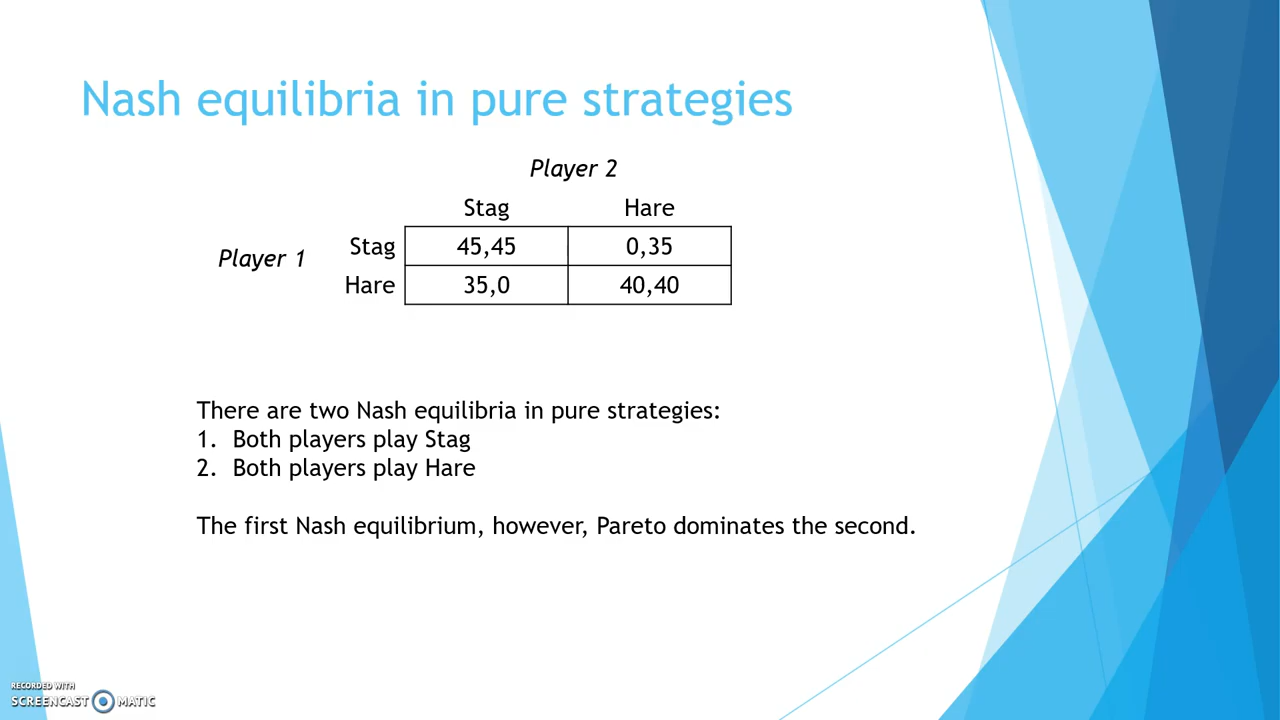 Nash equilibria in pure strategies
Player 2
Stag Hare
Player 1
Stag 45,45 0,35
Hare 35,0 40,40
There are two Nash equilibria in pure strategies:
1. Both players play Stag
2. Both players play Hare
The first Nash equilibrium, however, Pareto dominates the second.
RECORDED WITH
SCREENCAST MATIC